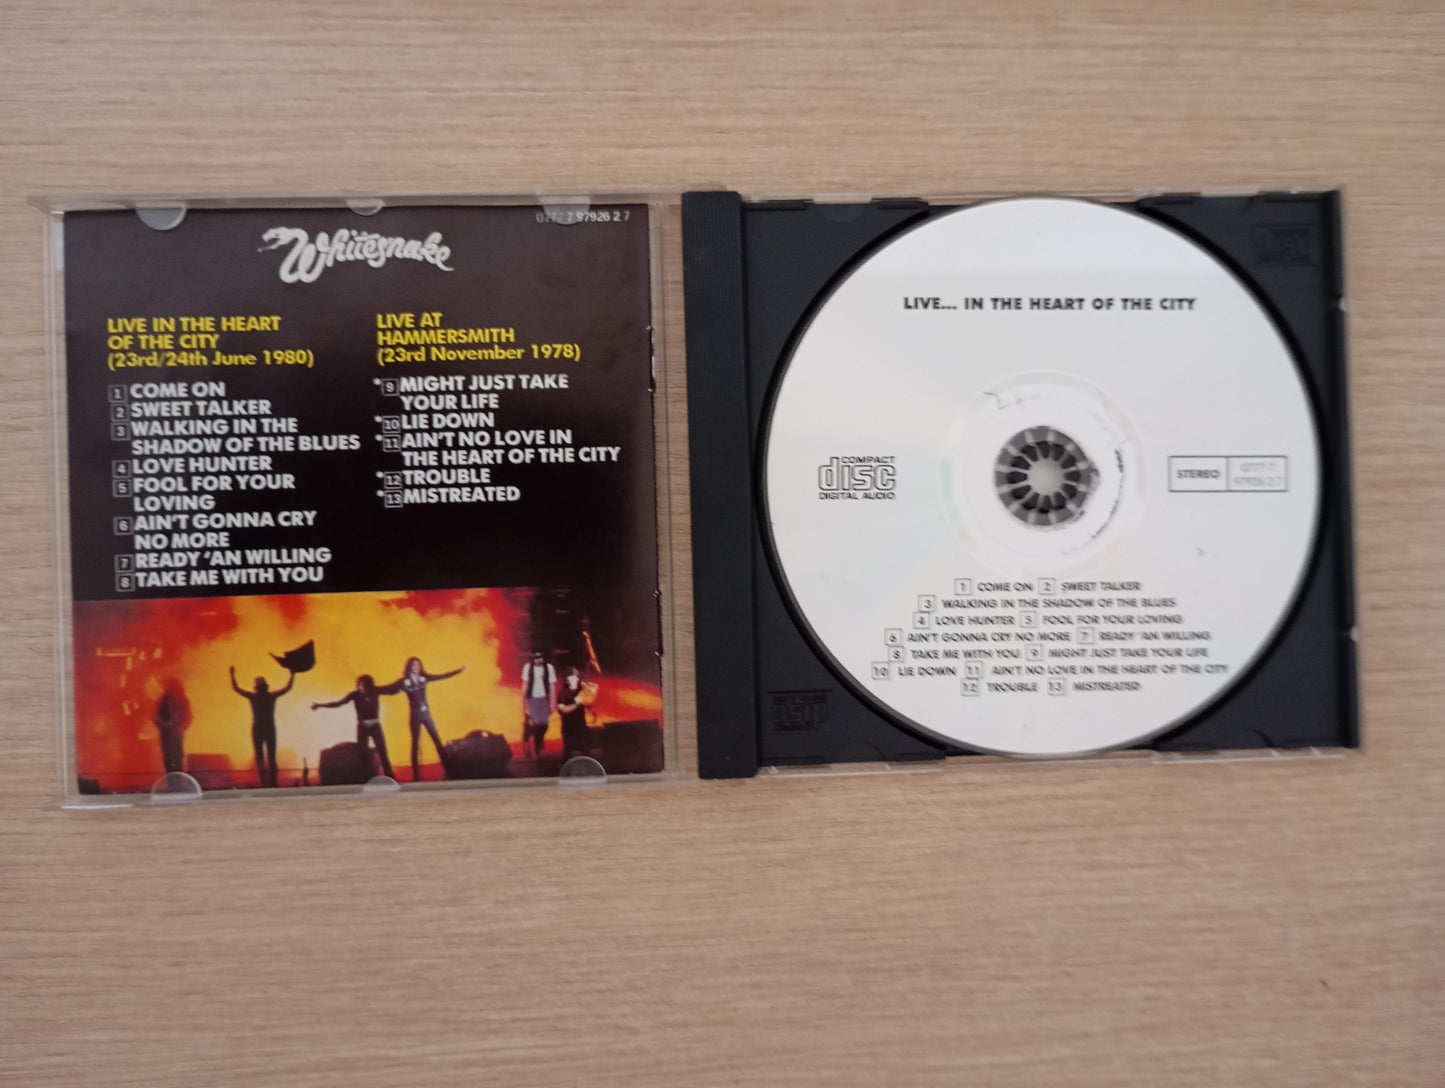 0777 7 97926 2 7
Whitesnake
LIVE IN THE HEART
OF THE CITY
(23rd/24th June 1980)
1 COME ON
2 SWEET TALKER
3 WALKING IN THE
SHADOW OF THE BLUES
4 LOVE HUNTER
5 FOOL FOR YOUR
LOVING
6 AIN'T GONNA CRY
NO MORE
7 READY 'AN WILLING
8 TAKE ME WITH YOU
LIVE AT
HAMMERSMITH
(23rd November 1978)
*9 MIGHT JUST TAKE
YOUR LIFE
*10 LIE DOWN
*11 AIN'T NO LOVE IN
THE HEART OF THE CITY
*12 TROUBLE
*13 MISTREATED
LIVE... IN THE HEART OF THE CITY
COMPACT
disc
DIGITAL AUDIO
STEREO
0777 7
97926 2 7
1 COME ON 2 SWEET TALKER
3 WALKING IN THE SHADOW OF THE BLUES
4 LOVE HUNTER 5 FOOL FOR YOUR LOVING
6 AIN'T GONNA CRY NO MORE 7 READY 'AN WILLING
8 TAKE ME WITH YOU 9 MIGHT JUST TAKE YOUR LIFE
10 LIE DOWN 11 AIN'T NO LOVE IN THE HEART OF THE CITY
12 TROUBLE 13 MISTREATED